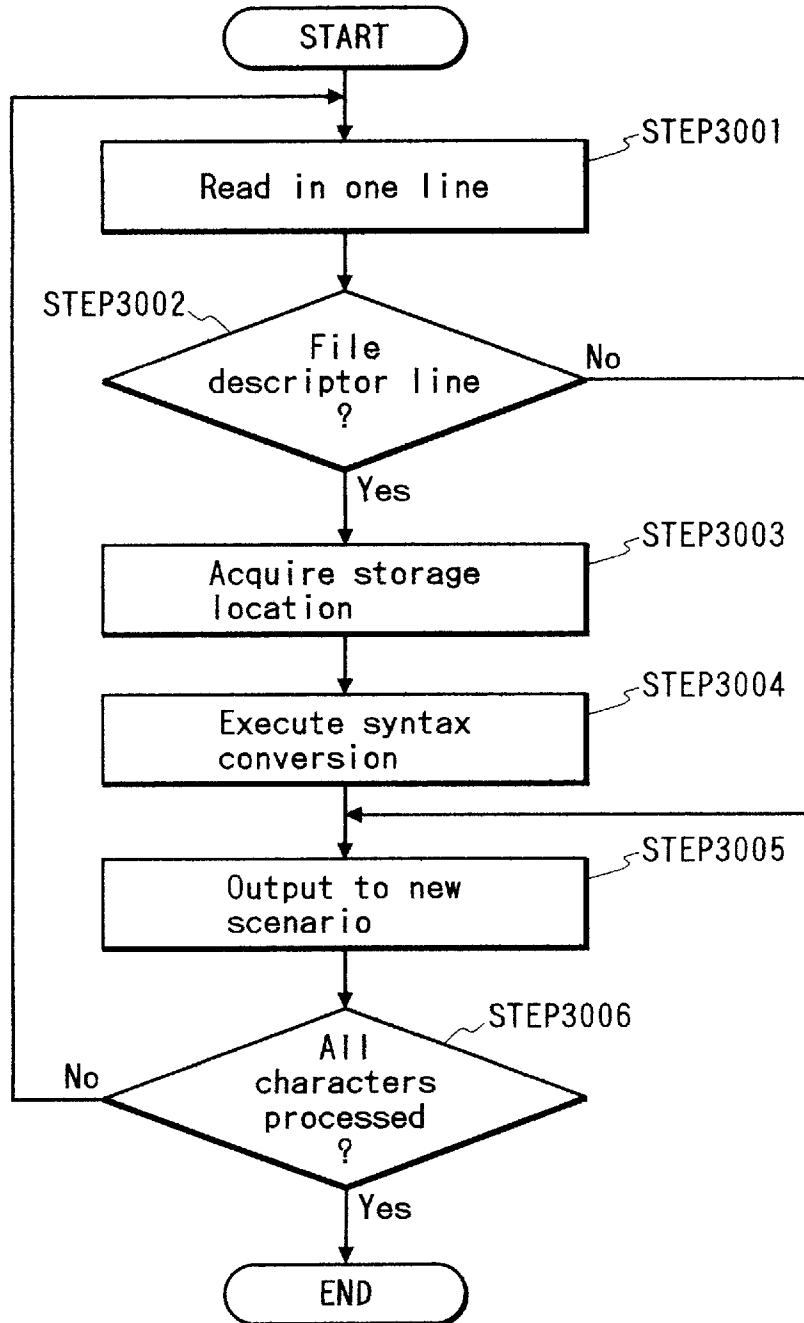 START
STEP3001
Read in one line
STEP3002
File
descriptor line
?
No
Yes
STEP3003
Acquire storage
location
STEP3004
Execute syntax
conversion
STEP3005
Output to new
scenario
STEP3006
All
characters
processed
?
No
Yes
END